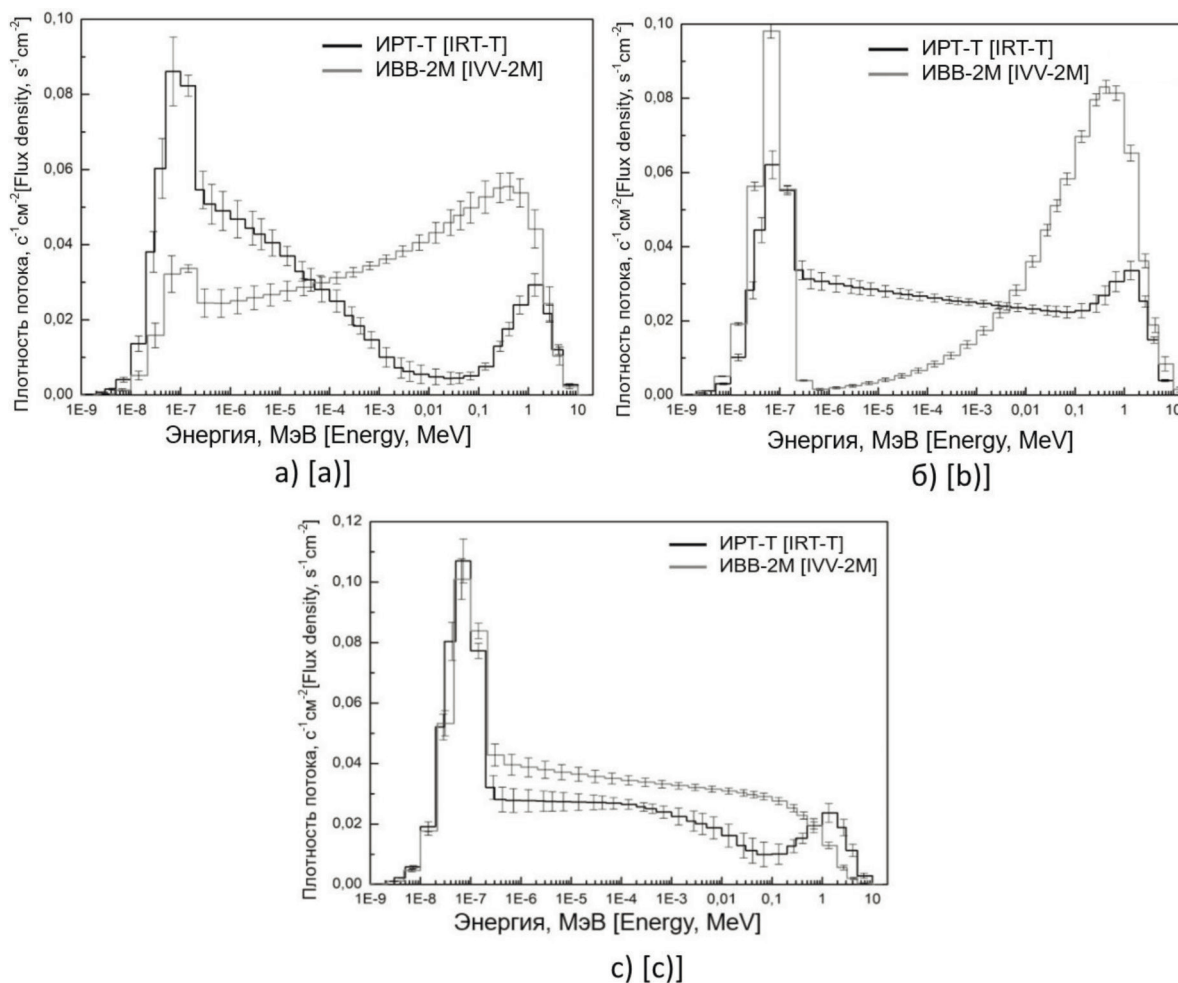 0,10
0,08
0,06
0,04
0,02
0,00
Плотность потока, с⁻¹см⁻²[Flux density, s⁻¹cm⁻²]
ИРТ-Т [IRT-T]
ИВВ-2М [IVV-2M]
1E-9 1E-8 1E-7 1E-6 1E-5 1E-4 1E-3 0,01 0,1 1 10
Энергия, МэВ [Energy, MeV]
а) [a)]
0,10
0,08
0,06
0,04
0,02
0,00
Плотность потока, с⁻¹см⁻²[Flux density, s⁻¹cm⁻²]
ИРТ-Т [IRT-T]
ИВВ-2М [IVV-2M]
1E-9 1E-8 1E-7 1E-6 1E-5 1E-4 1E-3 0,01 0,1 1 10
Энергия, МэВ [Energy, MeV]
б) [b)]
0,12
0,10
0,08
0,06
0,04
0,02
0,00
Плотность потока, с⁻¹см⁻²[Flux density, s⁻¹cm⁻²]
ИРТ-Т [IRT-T]
ИВВ-2М [IVV-2M]
1E-9 1E-8 1E-7 1E-6 1E-5 1E-4 1E-3 0,01 0,1 1 10
Энергия, МэВ [Energy, MeV]
с) [c)]